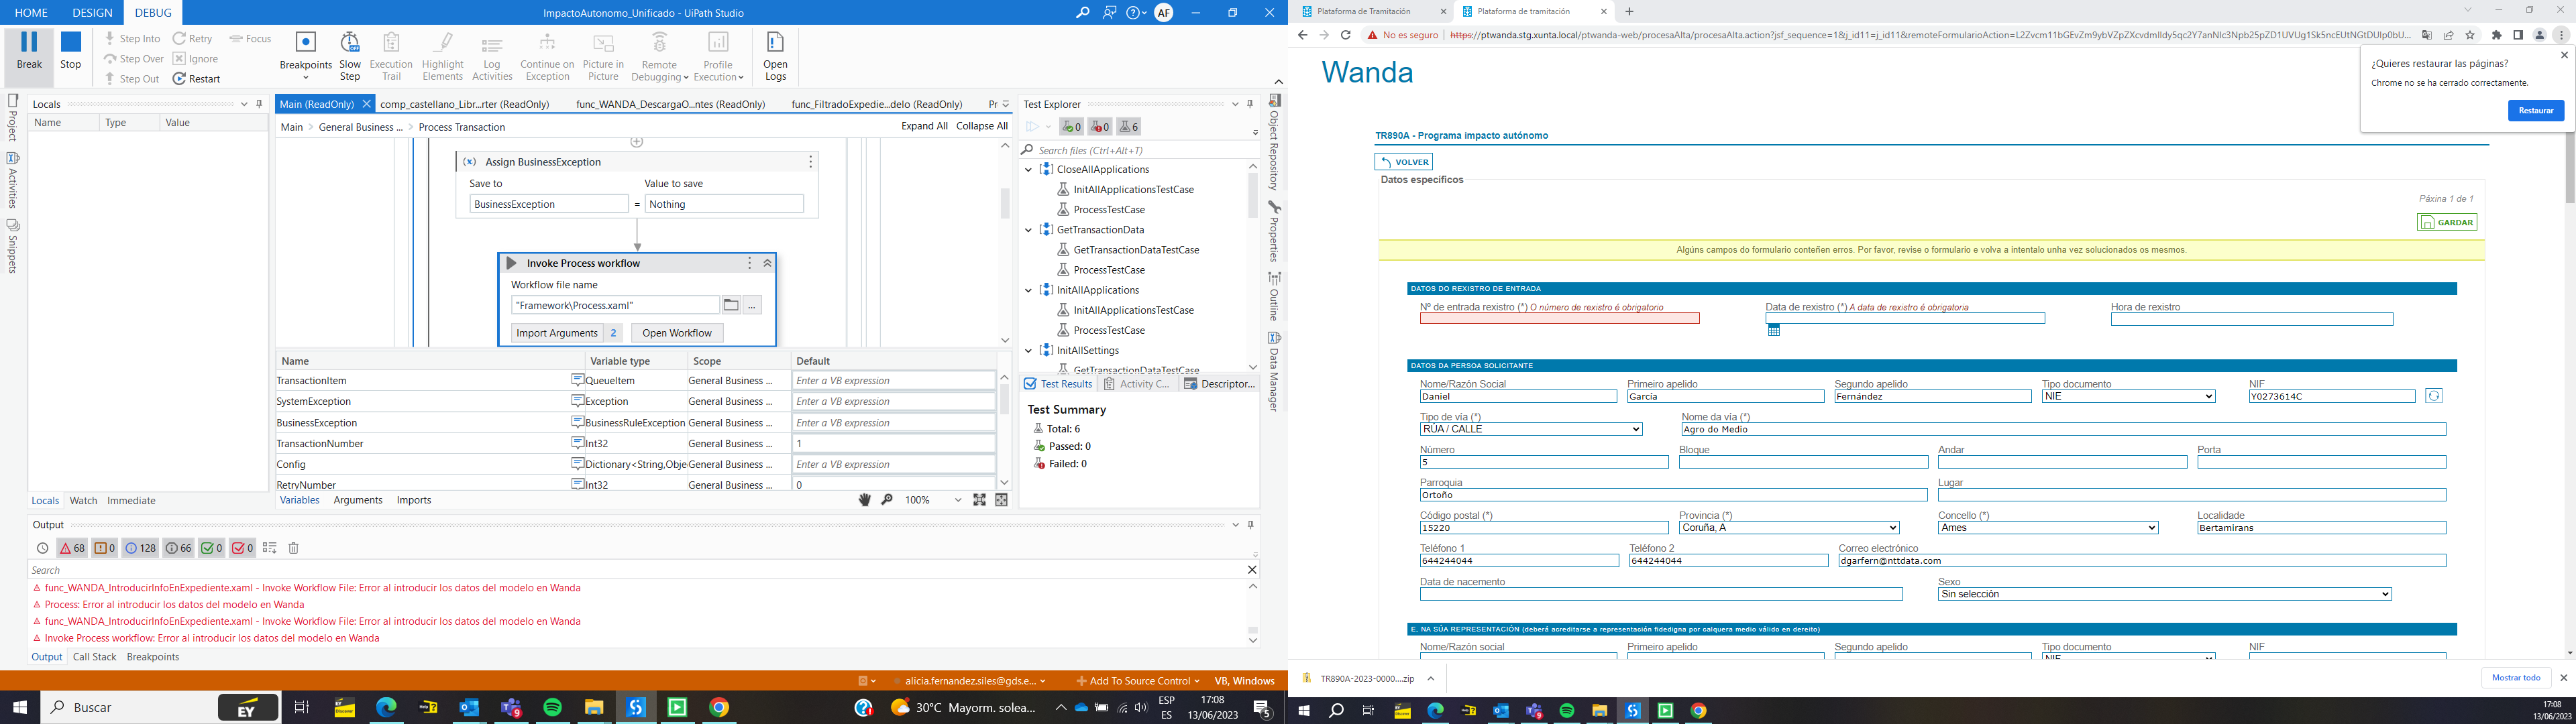 HOME DESIGN DEBUG
ImpactoAutonomo_Unificado - UiPath Studio
AF
Break Stop
Step Into Retry Focus
Step Over Ignore
Step Out Restart
Breakpoints
Slow Step
Execution Trail
Highlight Elements
Log Activities
Continue on Exception
Picture in Picture
Remote Debugging
Profile Execution
Open Logs
Project
Activities
Snippets
Locals
Name Type Value
Locals Watch Immediate
Main (ReadOnly) comp_castellano_Libr...rter (ReadOnly) func_WANDA_DescargaO...ntes (ReadOnly) func_FiltradoExpedie...delo (ReadOnly) Pr
Main > General Business ... > Process Transaction
Expand All Collapse All
Assign BusinessException
Save to Value to save
BusinessException = Nothing
Invoke Process workflow
Workflow file name
"Framework\Process.xaml"
...
Import Arguments 2 Open Workflow
Name Variable type Scope Default
TransactionItem QueueItem General Business ... Enter a VB expression
SystemException Exception General Business ... Enter a VB expression
BusinessException BusinessRuleException General Business ... Enter a VB expression
TransactionNumber Int32 General Business ... 1
Config Dictionary<String,Obje General Business ... Enter a VB expression
RetryNumber Int32 General Business ... 0
Variables Arguments Imports
100%
Test Explorer
0 0 6
Search files (Ctrl+Alt+T)
CloseAllApplications
InitAllApplicationsTestCase
ProcessTestCase
GetTransactionData
GetTransactionDataTestCase
ProcessTestCase
InitAllApplications
InitAllApplicationsTestCase
ProcessTestCase
InitAllSettings
GetTransactionDataTestCase
Test Results Activity C... Descriptor...
Test Summary
Total: 6
Passed: 0
Failed: 0
Object Repository
Properties
Outline
Data Manager
Output
68 0 128 66 0 0
Search
func_WANDA_IntroducirInfoEnExpediente.xaml - Invoke Workflow File: Error al introducir los datos del modelo en Wanda
Process: Error al introducir los datos del modelo en Wanda
func_WANDA_IntroducirInfoEnExpediente.xaml - Invoke Workflow File: Error al introducir los datos del modelo en Wanda
Invoke Process workflow: Error al introducir los datos del modelo en Wanda
Output Call Stack Breakpoints
alicia.fernandez.siles@gds.e...
Add To Source Control
VB, Windows
Buscar
EY
30°C Mayorm. solea...
ESP
ES
17:08
13/06/2023
5
Plataforma de Tramitación
Plataforma de tramitación
No es seguro
¿Quieres restaurar las páginas?
Chrome no se ha cerrado correctamente.
Restaurar
Wanda
TR890A - Programa impacto autónomo
VOLVER
Datos específicos
Páxina 1 de 1
GARDAR
Algúns campos do formulario conteñen erros. Por favor, revise o formulario e volva a intentalo unha vez solucionados os mesmos.
DATOS DO REXISTRO DE ENTRADA
Nº de entrada rexistro (*) O número de rexistro é obrigatorio
Data de rexistro (*) A data de rexistro é obrigatoria
Hora de rexistro
DATOS DA PERSOA SOLICITANTE
Nome/Razón Social Primeiro apelido Segundo apelido Tipo documento NIF
Daniel García Fernández NIE Y0273614C
Tipo de vía (*) Nome da vía (*)
RÚA / CALLE Agro do Medio
Número Bloque Andar Porta
5
Parroquia Lugar
Ortoño
Código postal (*) Provincia (*) Concello (*) Localidade
15220 Coruña, A Ames Bertamirans
Teléfono 1 Teléfono 2 Correo electrónico
644244044 644244044 dgarfern@nttdata.com
Data de nacemento Sexo
Sin selección
E, NA SÚA REPRESENTACIÓN (deberá acreditarse a representación fidedigna por calquera medio válido en dereito)
Nome/Razón social Primeiro apelido Segundo apelido Tipo documento NIF
NIE
TR890A-2023-0000....zip
Mostrar todo
17:08
13/06/2023